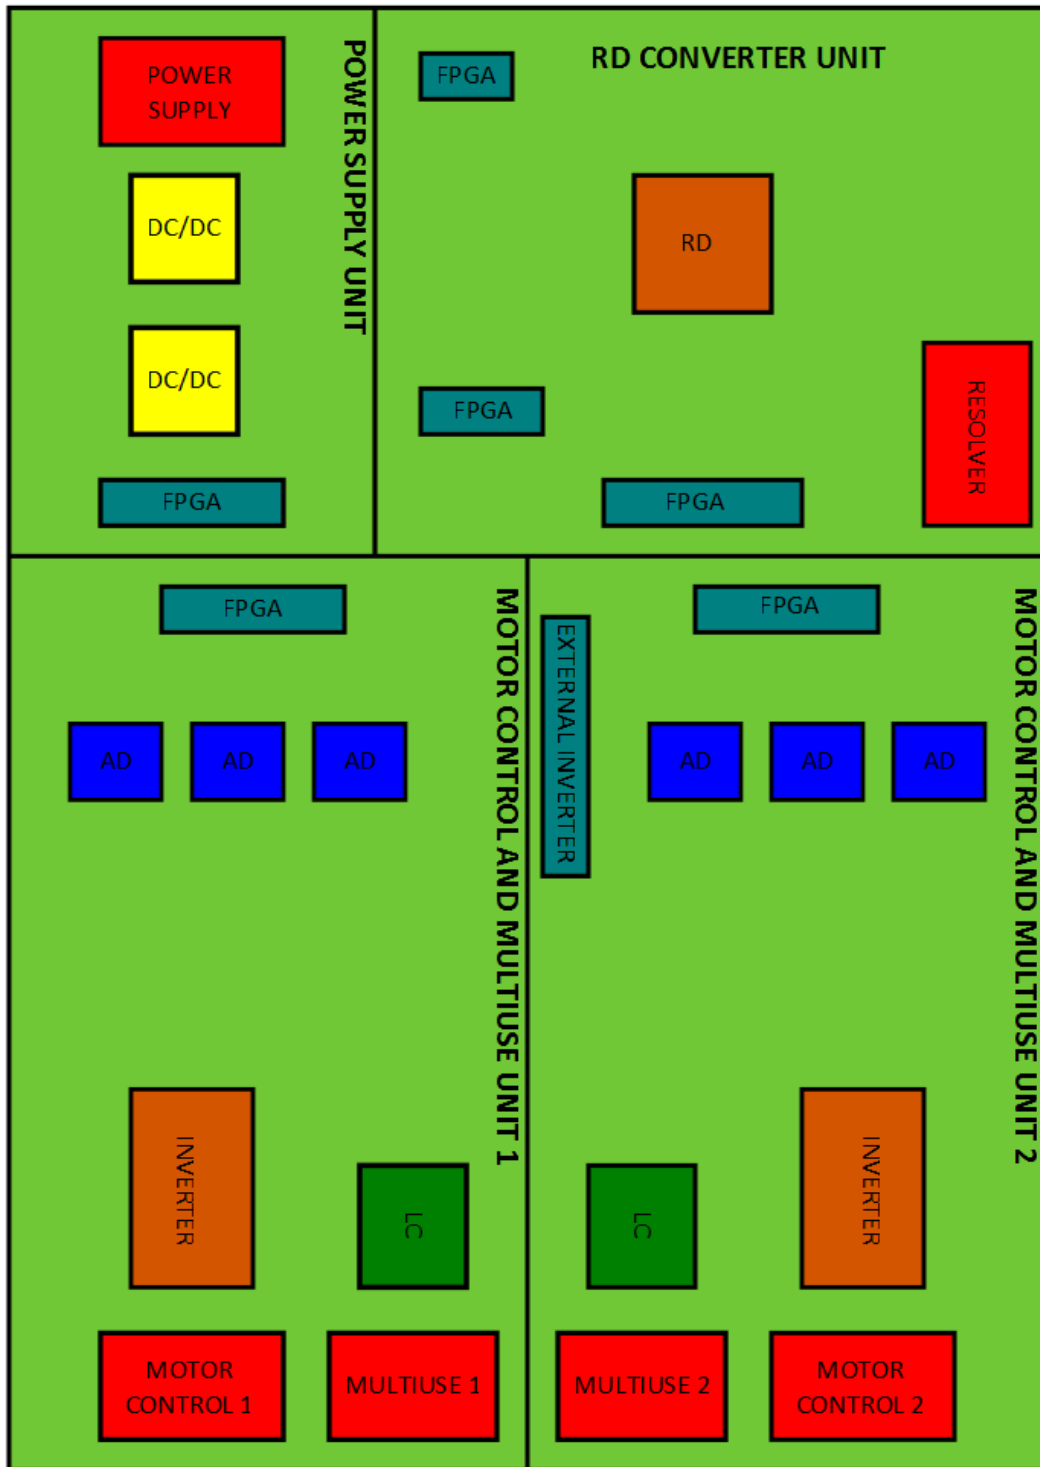 POWER
SUPPLY
DC/DC
DC/DC
FPGA
POWER SUPPLY UNIT
FPGA
RD CONVERTER UNIT
RD
FPGA
FPGA
RESOLVER
FPGA
AD
AD
AD
INVERTER
LC
MOTOR
CONTROL 1
MULTIUSE 1
MOTOR CONTROL AND MULTIUSE UNIT 1
FPGA
EXTERNAL INVERTER
AD
AD
AD
LC
INVERTER
MULTIUSE 2
MOTOR
CONTROL 2
MOTOR CONTROL AND MULTIUSE UNIT 2